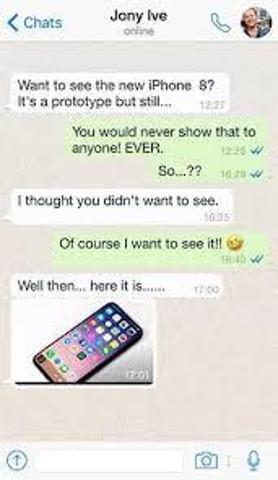 Chats
Jony Ive
online
Want to see the new iPhone 8?
It's a prototype but still...
12:27
You would never show that to
anyone! EVER.
12:28
So...??
16:29
I thought you didn't want to see.
16:35
Of course I want to see it!! 🤩
16:40
Well then... here it is......
17:00
17:01